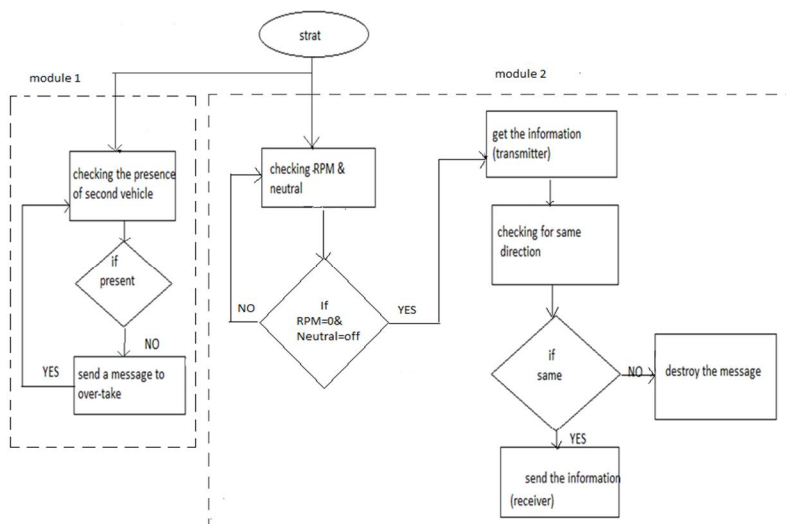 strat
module 1
module 2
checking the presence
of second vehicle
if
present
NO
YES
send a message to
over-take
checking RPM &
neutral
If
RPM=0&
Neutral=off
NO
YES
get the information
(transmitter)
checking for same
direction
if
same
NO
destroy the message
YES
send the information
(receiver)